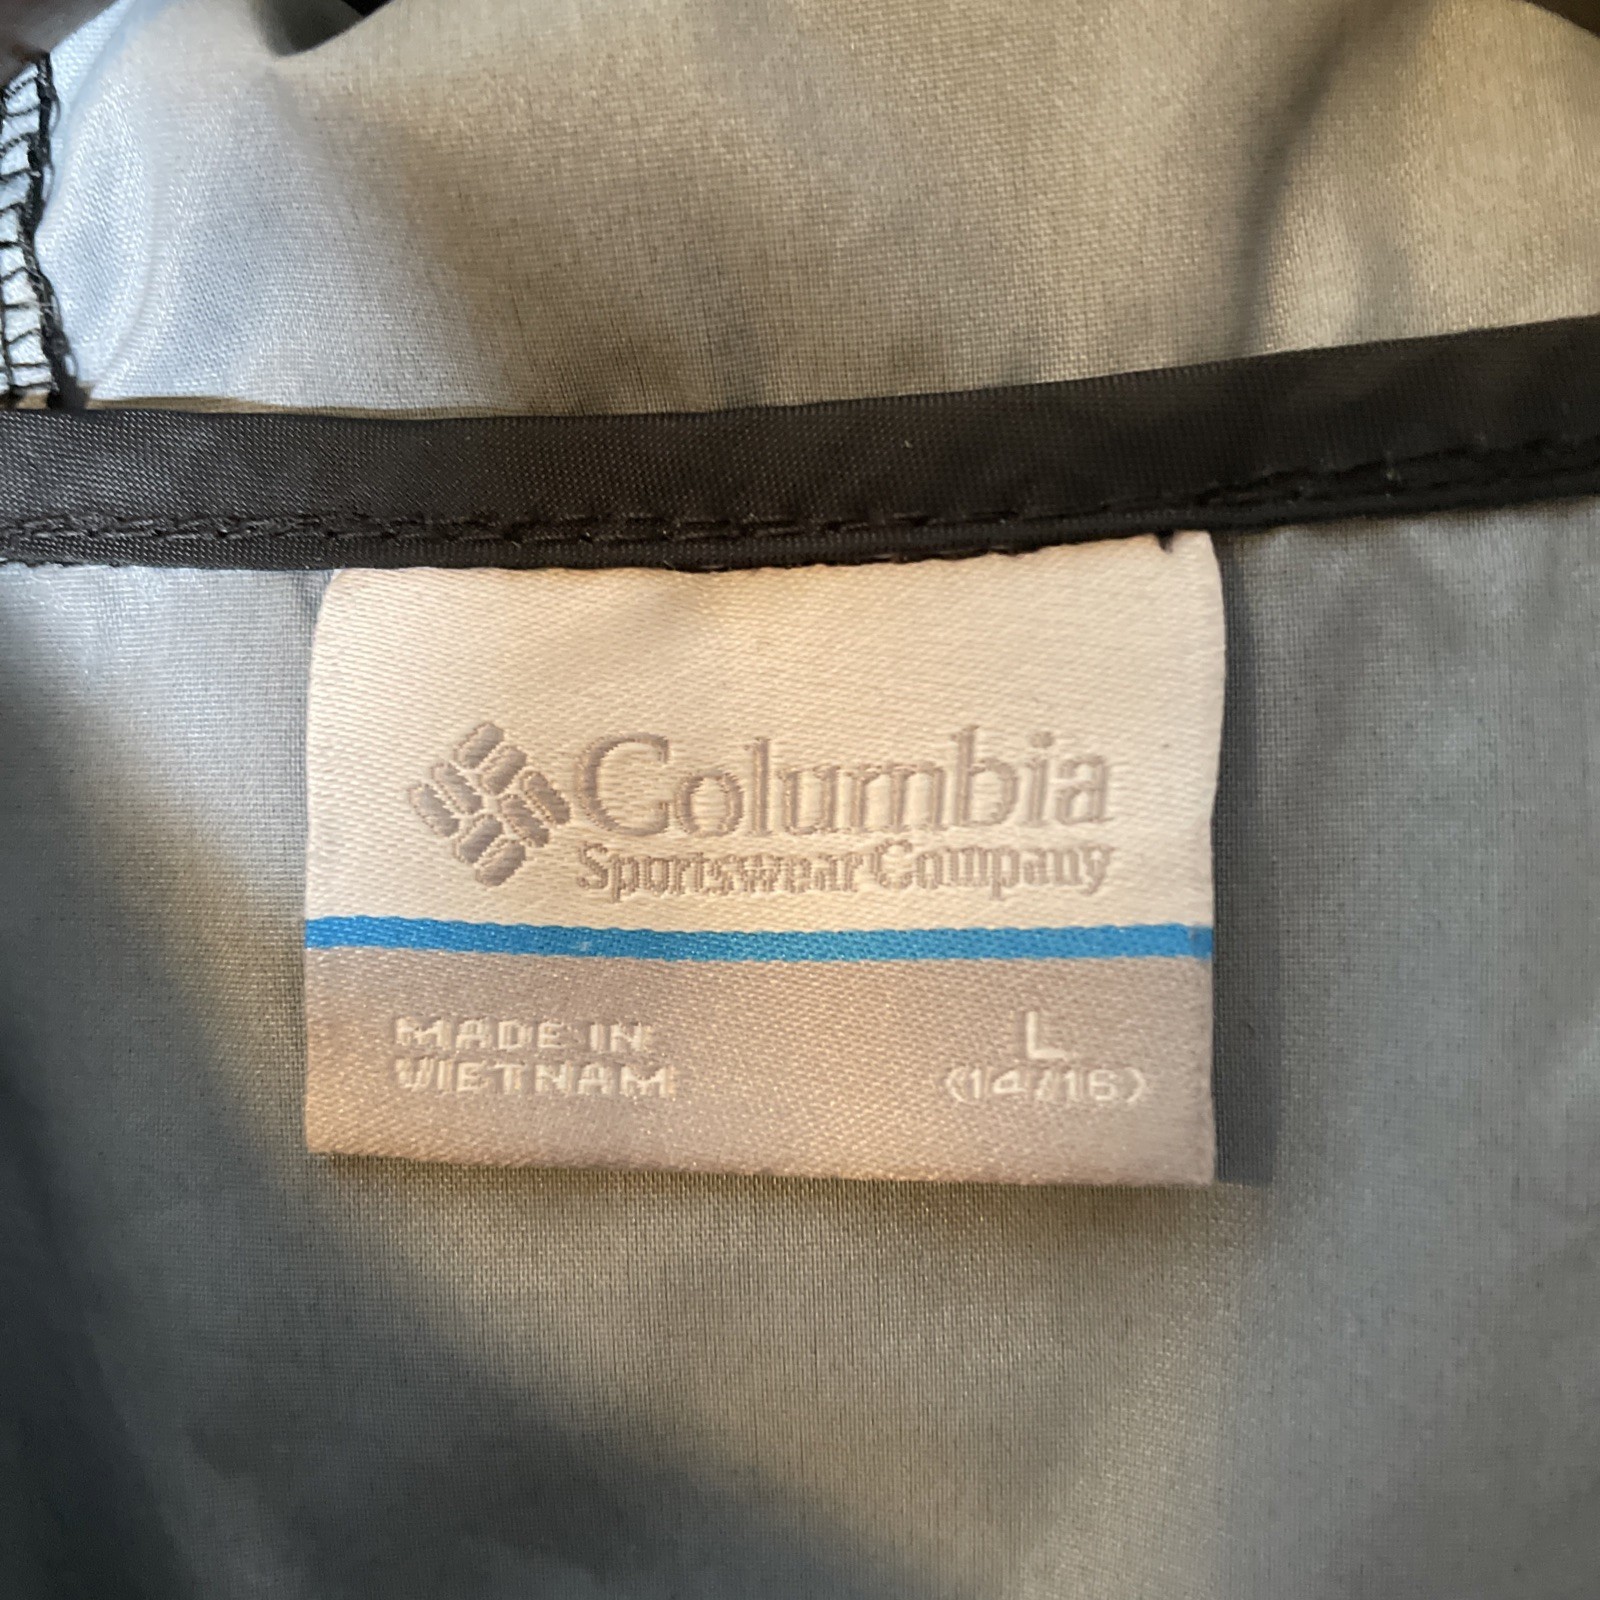 Columbia
Sportswear Company
MADE IN
VIETNAM
L
(14/16)